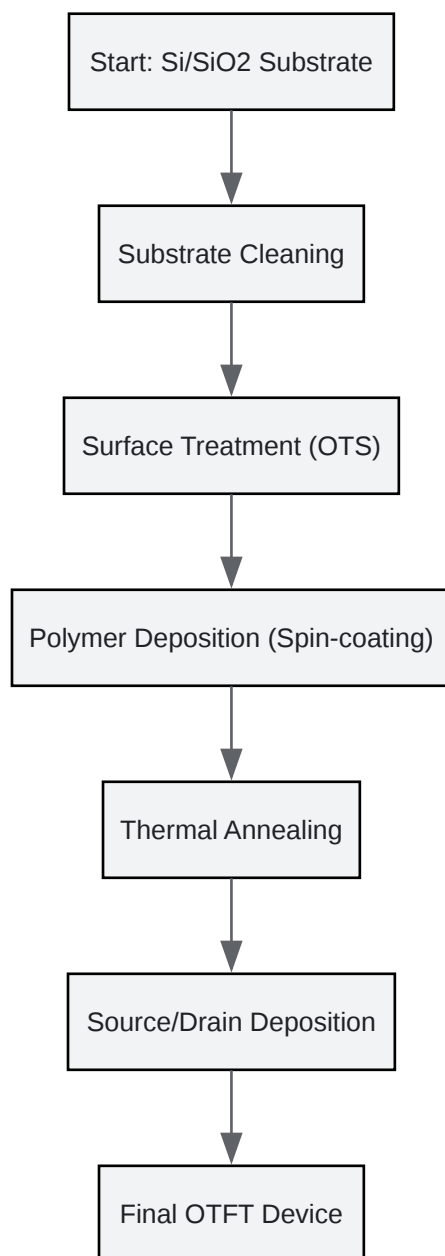 Start: Si/SiO2 Substrate
Substrate Cleaning
Surface Treatment (OTS)
Polymer Deposition (Spin-coating)
Thermal Annealing
Source/Drain Deposition
Final OTFT Device